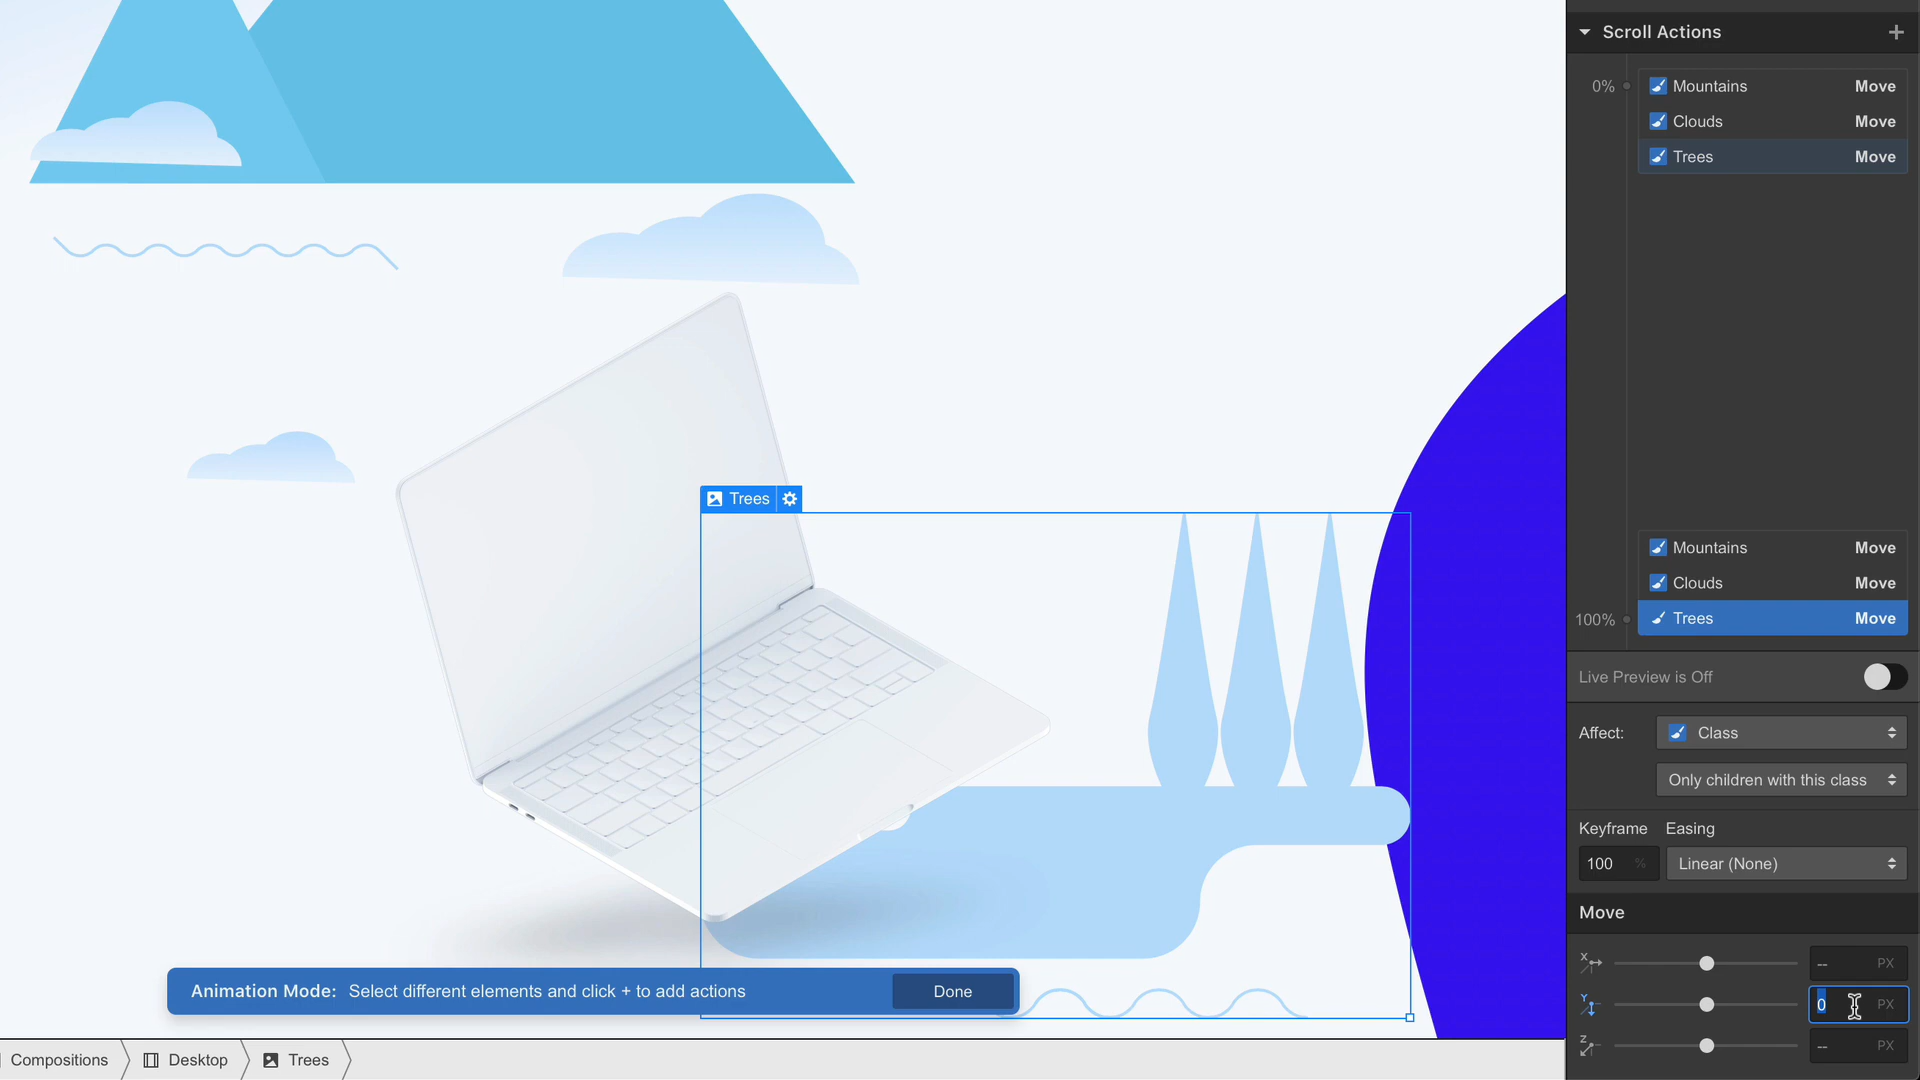 Scroll Actions
0%
Mountains Move
Clouds Move
Trees Move
Trees
Mountains Move
Clouds Move
100%
Trees Move
Live Preview is Off
Affect: Class
Only children with this class
Keyframe Easing
100 % Linear (None)
Move
X -- PX
Y 0 PX
Z -- PX
Animation Mode: Select different elements and click + to add actions Done
Compositions Desktop Trees